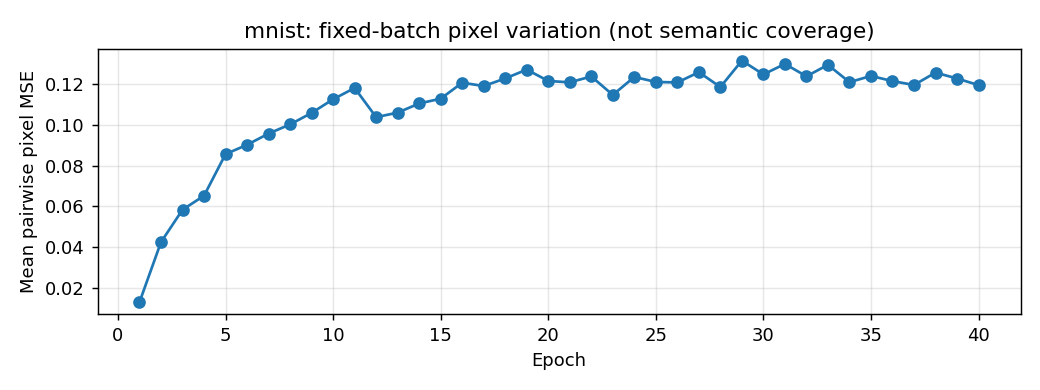 mnist: fixed-batch pixel variation (not semantic coverage)
Mean pairwise pixel MSE
0.12
0.10
0.08
0.06
0.04
0.02
0 5 10 15 20 25 30 35 40
Epoch